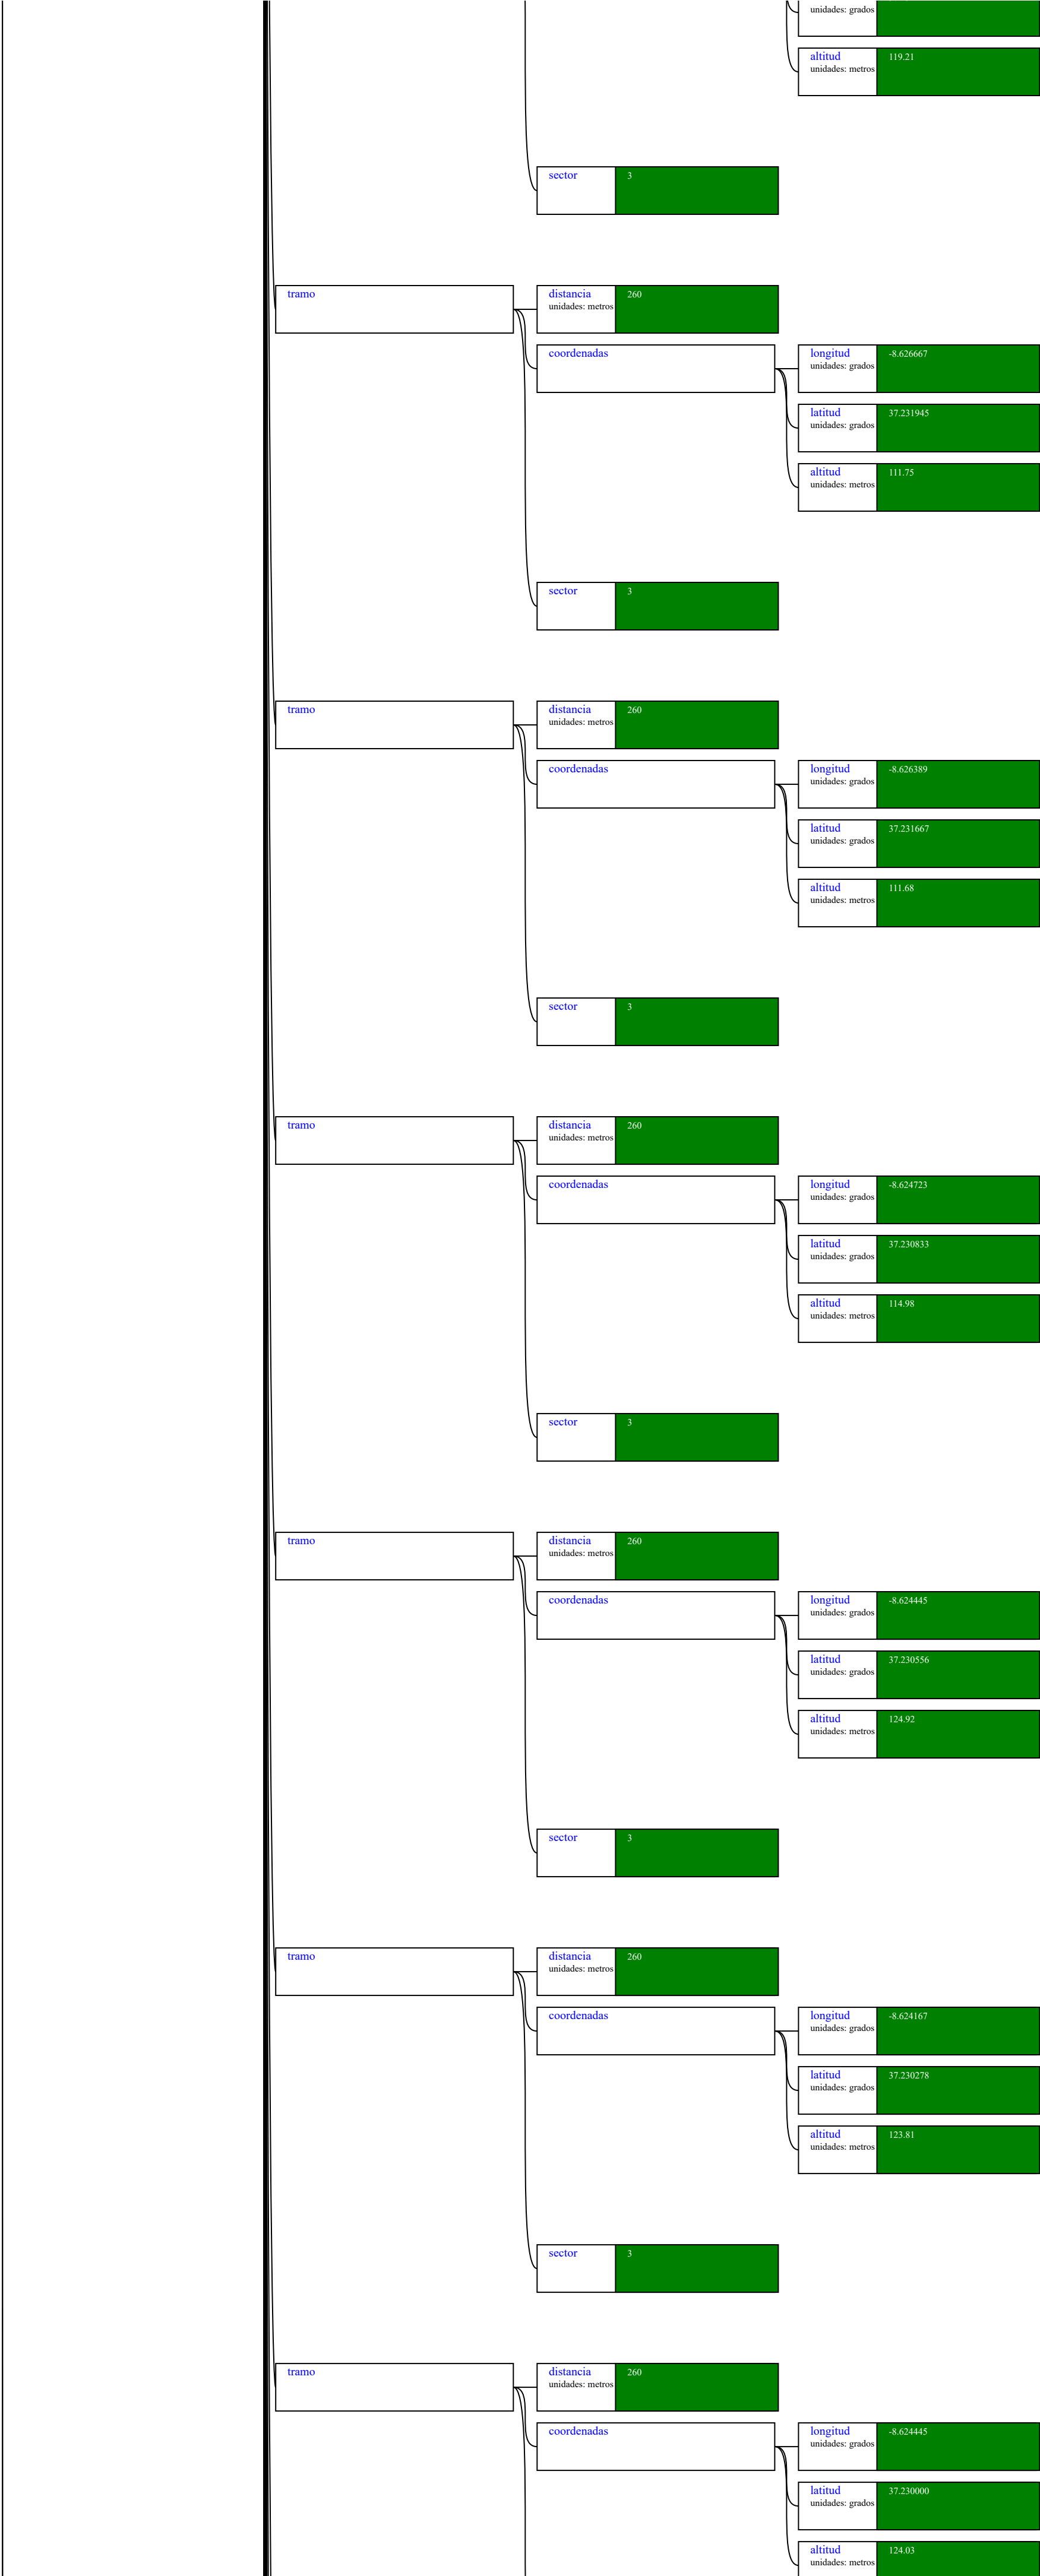 unidades: grados
altitud 119.21
unidades: metros
sector 3
tramo
distancia 260
unidades: metros
coordenadas
longitud -8.626667
unidades: grados
latitud 37.231945
unidades: grados
altitud 111.75
unidades: metros
sector 3
tramo
distancia 260
unidades: metros
coordenadas
longitud -8.626389
unidades: grados
latitud 37.231667
unidades: grados
altitud 111.68
unidades: metros
sector 3
tramo
distancia 260
unidades: metros
coordenadas
longitud -8.624723
unidades: grados
latitud 37.230833
unidades: grados
altitud 114.98
unidades: metros
sector 3
tramo
distancia 260
unidades: metros
coordenadas
longitud -8.624445
unidades: grados
latitud 37.230556
unidades: grados
altitud 124.92
unidades: metros
sector 3
tramo
distancia 260
unidades: metros
coordenadas
longitud -8.624167
unidades: grados
latitud 37.230278
unidades: grados
altitud 123.81
unidades: metros
sector 3
tramo
distancia 260
unidades: metros
coordenadas
longitud -8.624445
unidades: grados
latitud 37.230000
unidades: grados
altitud 124.03
unidades: metros